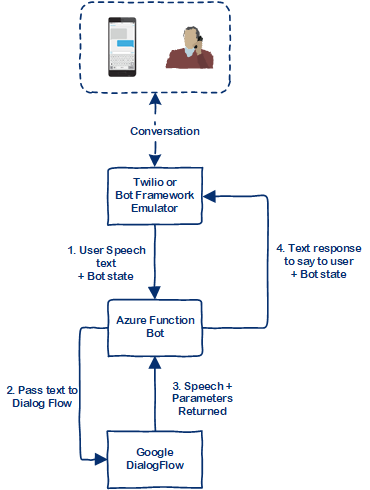 Conversation
Twilio or
Bot Framework
Emulator
1. User Speech
text
+ Bot state
4. Text response
to say to user
+ Bot state
Azure Function
Bot
2. Pass text to
Dialog Flow
3. Speech +
Parameters
Returned
Google
DialogFlow